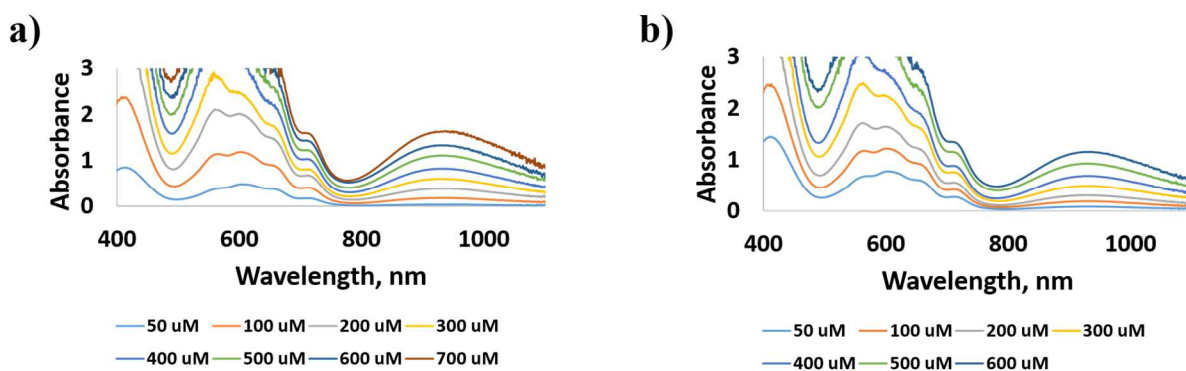 a)
Absorbance
3
2
1
0
400 600 800 1000
Wavelength, nm
50 uM 100 uM 200 uM 300 uM
400 uM 500 uM 600 uM 700 uM
b)
Absorbance
3
2
1
0
400 600 800 1000
Wavelength, nm
50 uM 100 uM 200 uM 300 uM
400 uM 500 uM 600 uM